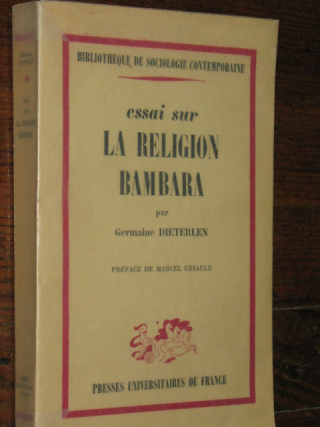 BIBLIOTHÈQUE DE SOCIOLOGIE CONTEMPORAINE
essai sur
LA RELIGION
BAMBARA
par
Germaine DIETERLEN
PRÉFACE DE MARCEL GRIAULE
PRESSES UNIVERSITAIRES DE FRANCE